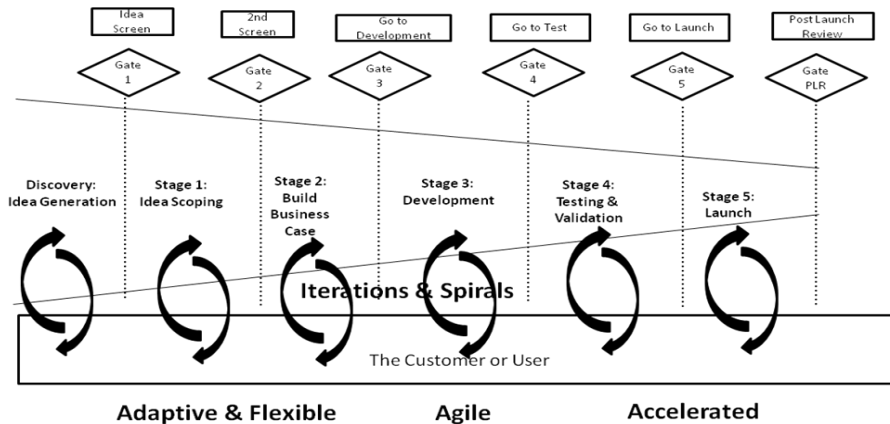 Idea
Screen
2nd
Screen
Go to
Development
Go to Test
Go to Launch
Post Launch
Review
Gate
1
Gate
2
Gate
3
Gate
4
Gate
5
Gate
PLR
Discovery:
Idea Generation
Stage 1:
Idea Scoping
Stage 2:
Build
Business
Case
Stage 3:
Development
Stage 4:
Testing &
Validation
Stage 5:
Launch
Iterations & Spirals
The Customer or User
Adaptive & Flexible
Agile
Accelerated